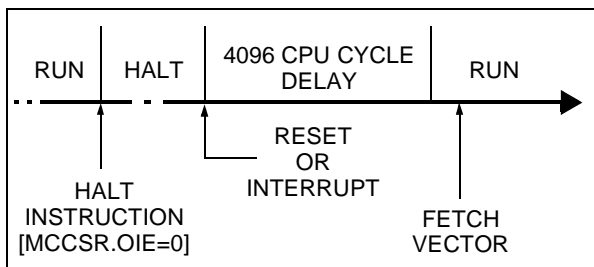 RUN
HALT
4096 CPU CYCLE
DELAY
RUN
RESET
OR
INTERRUPT
HALT
INSTRUCTION
[MCCSR.OIE=0]
FETCH
VECTOR